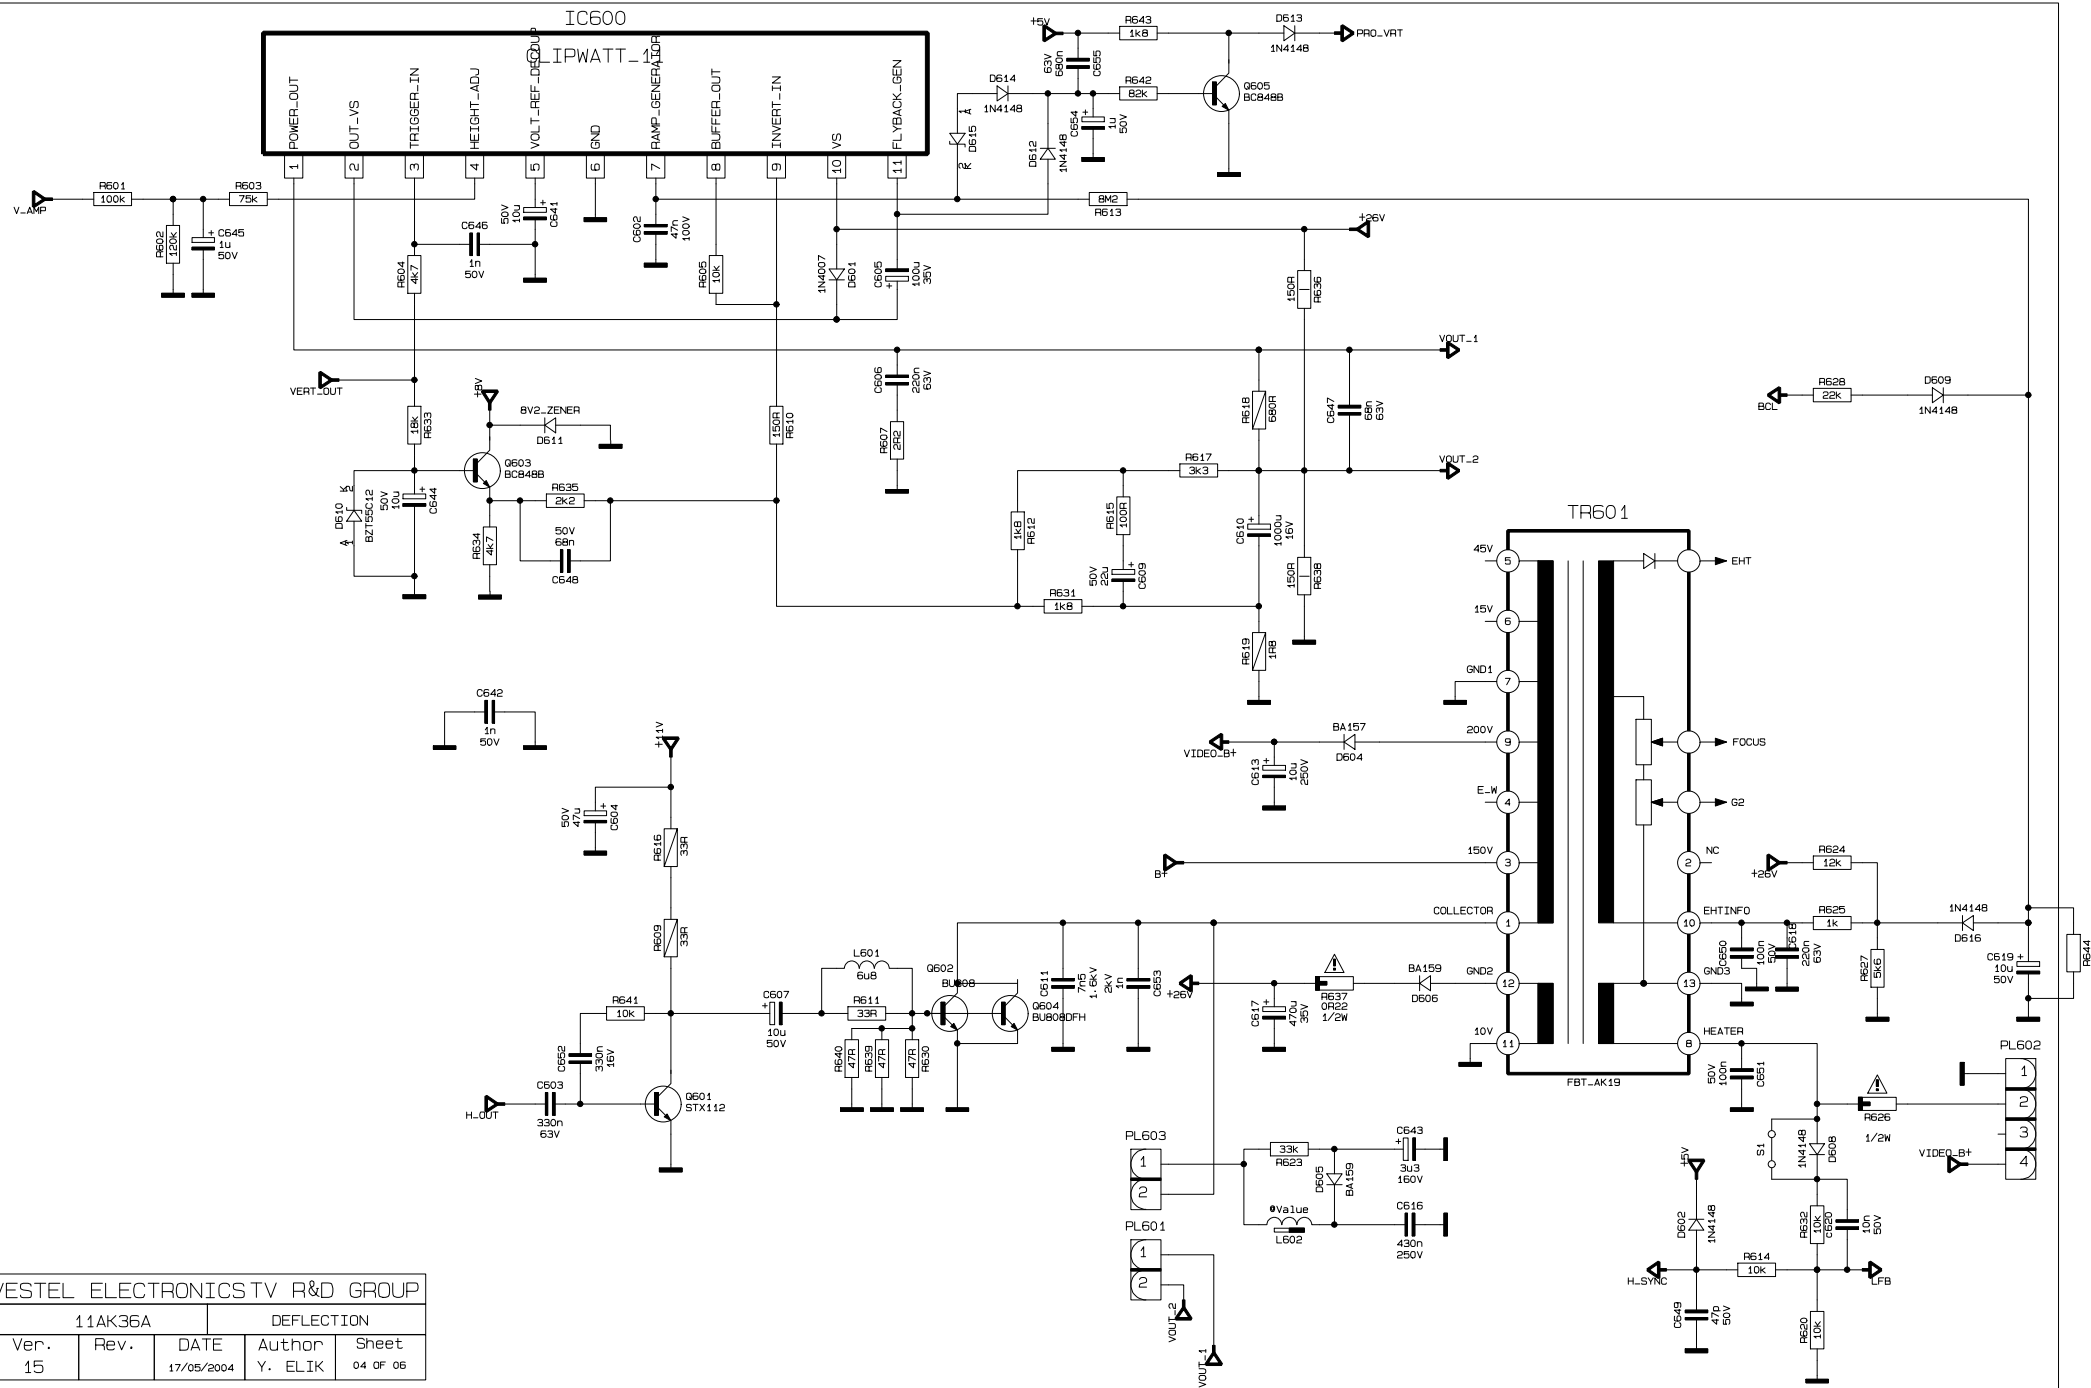 IC600
CLIPWATT_11
POWER_OUT
OUT_VS
TRIGGER_IN
HEIGHT_ADJ
VOLT_REF_DECOUP
GND
RAMP_GENERATOR
BUFFER_OUT
INVERT_IN
VS
FLYBACK_GEN
1 2 3 4 5 6 7 8 9 10 11
V_AMP
R601
100k
R602
120k
C645
1u
50V
R603
75k
R604
4k7
C646
1n
50V
50V
10u
C641
C602
47n
100V
R605
10k
1N4007
D601
C605
100u
35V
D614
1N4148
D615
A 1
2 K
D612
1N4148
+5V
63V
680n
C655
R643
1k8
R642
82k
C654
1u
50V
Q605
BC848B
D613
1N4148
PRO_VRT
8M2
R613
+26V
150R
R636
VOUT_1
VERT_OUT
18k
R633
+8V
8V2_ZENER
D611
Q603
BC848B
D610
BZT55C12
K 2
A 1
50V
10u
C644
R634
4k7
R635
2k2
50V
68n
C648
150R
R610
C606
220n
63V
R607
2R2
R618
680R
C647
68n
63V
VOUT_2
R617
3k3
R615
100R
1k8
R612
50V
22u
C609
R631
1k8
C610
1000u
16V
150R
R638
R619
1R8
BCL
R628
22k
D609
1N4148
TR601
45V
5
15V
6
GND1
7
200V
9
E_W
4
150V
3
COLLECTOR
1
GND2
12
10V
11
EHT
FOCUS
G2
NC
2
EHTINFO
10
GND3
13
HEATER
8
FBT_AK19
C642
1n
50V
+11V
50V
47u
C604
R616
33R
R609
33R
VIDEO_B+
C613
10u
250V
BA157
D604
B+
L601
6u8
C607
10u
50V
R611
33R
R640
47R
R639
47R
47R
R630
Q602
BU808
Q604
BU808DFH
C611
7n5
1.6kV
2kV
1n
C653
+26V
C617
470u
35V
R637
0R22
1/2W
BA159
D606
R641
10k
C652
330n
16V
H_OUT
C603
330n
63V
Q601
STX112
+26V
R624
12k
R625
1k
C650
100n
50V
C618
220n
63V
R627
5k6
1N4148
D616
C619
10u
50V
R644
50V
100n
C651
R626
1/2W
PL602
1
2
3
4
VIDEO_B+
S1
1N4148
D608
+5V
D602
1N4148
R632
10k
C620
10n
50V
R614
10k
H_SYNC
LFB
C649
47p
50V
R620
10k
PL603
1
2
33k
R623
D605
BA159
C643
3u3
160V
@Value
L602
C616
430n
250V
PL601
1
2
VOUT_2
VOUT_1
VESTEL ELECTRONICS TV R&D GROUP
11AK36A DEFLECTION
Ver. Rev. DATE Author Sheet
15 17/05/2004 Y. ELIK 04 OF 06